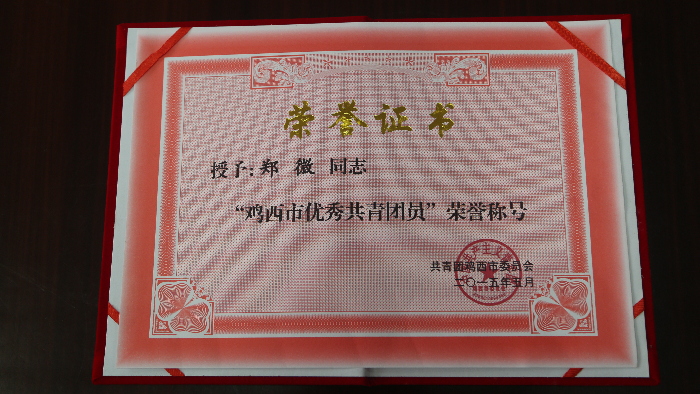 荣誉证书
授予:郑 微 同志
“鸡西市优秀共青团员”荣誉称号
共青团鸡西市委员会
二〇一九年五月